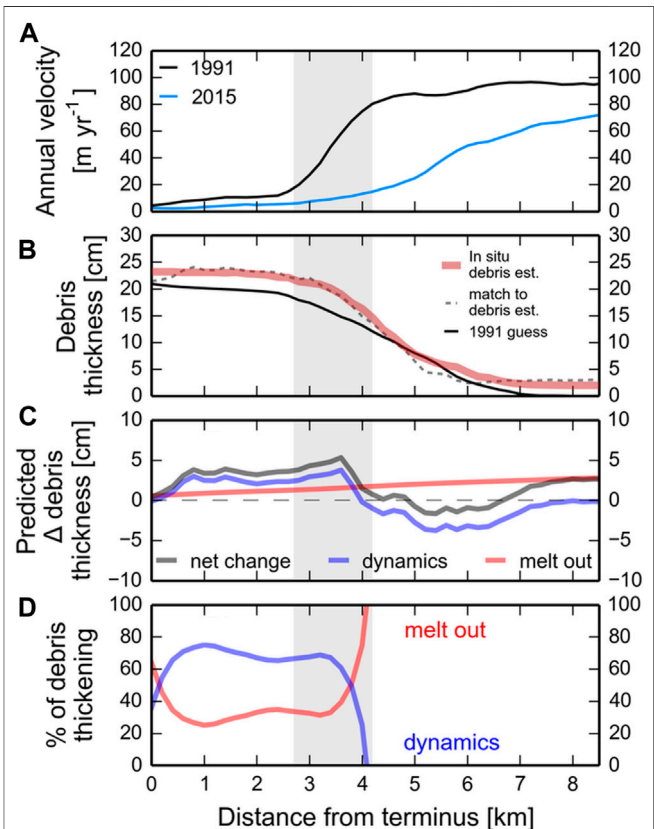 A
Annual velocity
[m yr-1]
120
100
80
60
40
20
0
1991
2015
120
100
80
60
40
20
0
B
Debris
thickness [cm]
30
25
20
15
10
5
0
In situ
debris est.
match to
debris est.
1991 guess
30
25
20
15
10
5
0
C
Predicted
Δ debris
thickness [cm]
10
5
0
−5
−10
net change
dynamics
melt out
10
5
0
−5
−10
D
% of debris
thickening
100
80
60
40
20
0
melt out
dynamics
100
80
60
40
20
0
0 1 2 3 4 5 6 7 8
Distance from terminus [km]